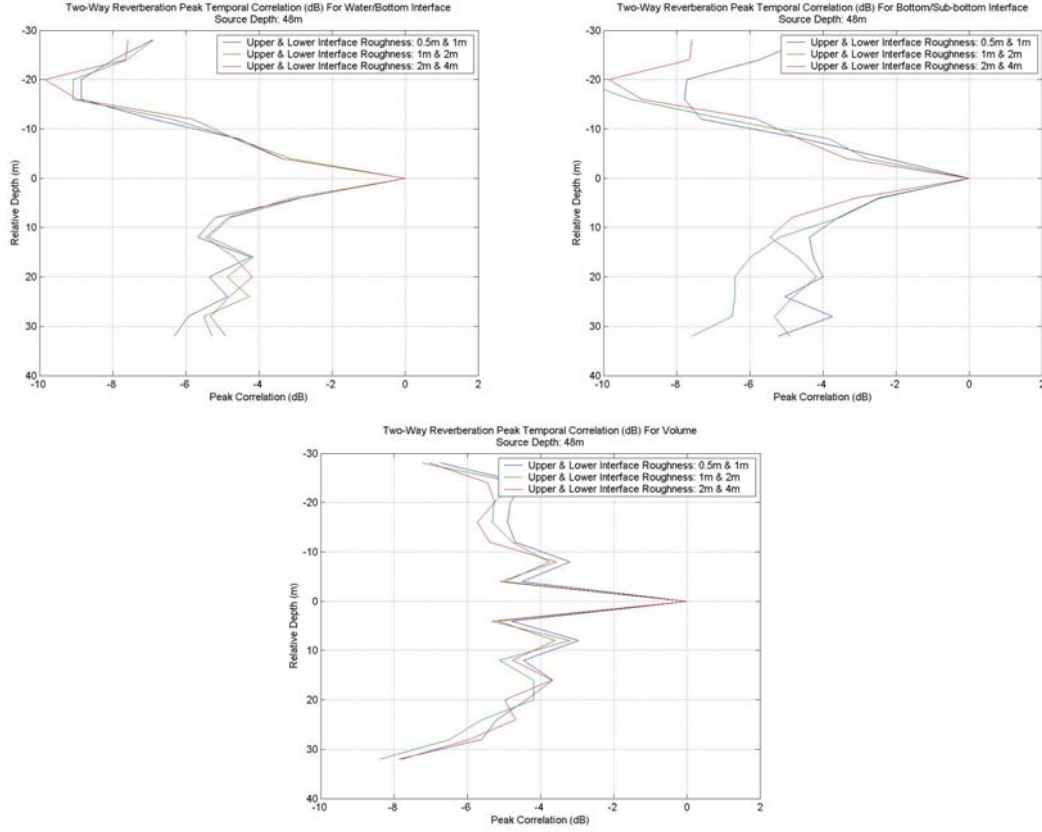 Two-Way Reverberation Peak Temporal Correlation (dB) For Water/Bottom Interface
Source Depth: 48m
-30
-20
-10
0
10
20
30
40
Relative Depth (m)
Upper & Lower Interface Roughness: 0.5m & 1m
Upper & Lower Interface Roughness: 1m & 2m
Upper & Lower Interface Roughness: 2m & 4m
-10 -8 -6 -4 -2 0 2
Peak Correlation (dB)
Two-Way Reverberation Peak Temporal Correlation (dB) For Bottom/Sub-bottom Interface
Source Depth: 48m
-30
-20
-10
0
10
20
30
40
Relative Depth (m)
Upper & Lower Interface Roughness: 0.5m & 1m
Upper & Lower Interface Roughness: 1m & 2m
Upper & Lower Interface Roughness: 2m & 4m
-10 -8 -6 -4 -2 0 2
Peak Correlation (dB)
Two-Way Reverberation Peak Temporal Correlation (dB) For Volume
Source Depth: 48m
-30
-20
-10
0
10
20
30
40
Relative Depth (m)
Upper & Lower Interface Roughness: 0.5m & 1m
Upper & Lower Interface Roughness: 1m & 2m
Upper & Lower Interface Roughness: 2m & 4m
-10 -8 -6 -4 -2 0 2
Peak Correlation (dB)